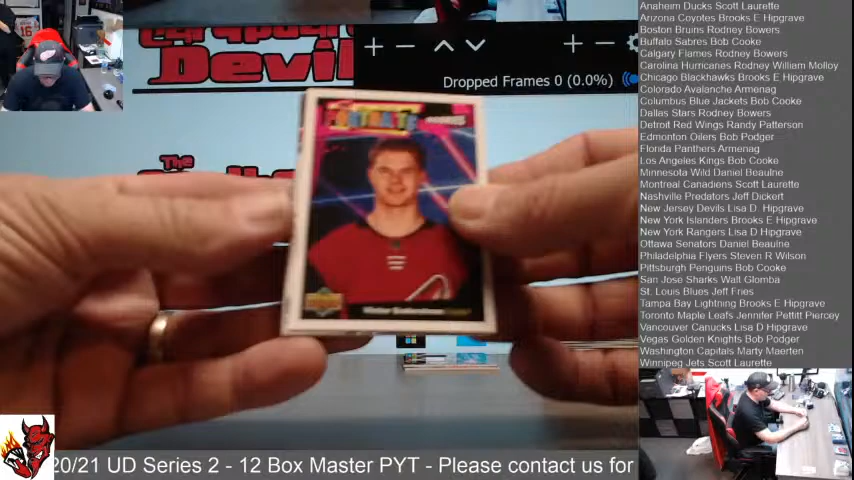 Cardboard
Devil
The
Dropped Frames 0 (0.0%)
PORTRAITS
Anaheim Ducks Scott Laurette
Arizona Coyotes Brooks E Hipgrave
Boston Bruins Rodney Bowers
Buffalo Sabres Bob Cooke
Calgary Flames Rodney Bowers
Carolina Hurricanes Rodney William Molloy
Chicago Blackhawks Brooks E Hipgrave
Colorado Avalanche Armenag
Columbus Blue Jackets Bob Cooke
Dallas Stars Rodney Bowers
Detroit Red Wings Randy Patterson
Edmonton Oilers Bob Podger
Florida Panthers Armenag
Los Angeles Kings Bob Cooke
Minnesota Wild Daniel Beaulne
Montreal Canadiens Scott Laurette
Nashville Predators Jeff Dickert
New Jersey Devils Lisa D. Hipgrave
New York Islanders Brooks E Hipgrave
New York Rangers Lisa D Hipgrave
Ottawa Senators Daniel Beaulne
Philadelphia Flyers Steven R Wilson
Pittsburgh Penguins Bob Cooke
San Jose Sharks Walt Glomba
St. Louis Blues Jeff Fries
Tampa Bay Lightning Brooks E Hipgrave
Toronto Maple Leafs Jennifer Pettitt Piercey
Vancouver Canucks Lisa D Hipgrave
Vegas Golden Knights Bob Podger
Washington Capitals Marty Maerten
Winnipeg Jets Scott Laurette
20/21 UD Series 2 - 12 Box Master PYT - Please contact us for